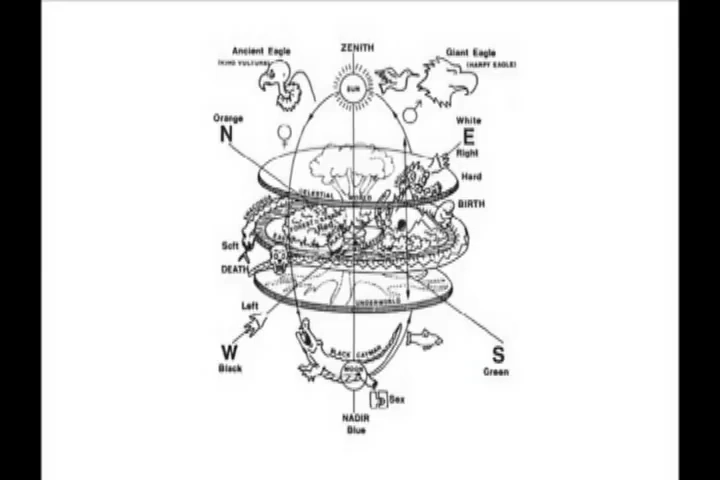 Ancient Eagle
(KING VULTURE)
ZENITH
Giant Eagle
(HARPY EAGLE)
SUN
Orange
N
White
E
Right
Hard
CELESTIAL WORLD
BIRTH
Soft
DEATH
UNDERWORLD
Left
W
Black
BLACK CAYMAN
MOON
S
Green
Sex
NADIR
Blue